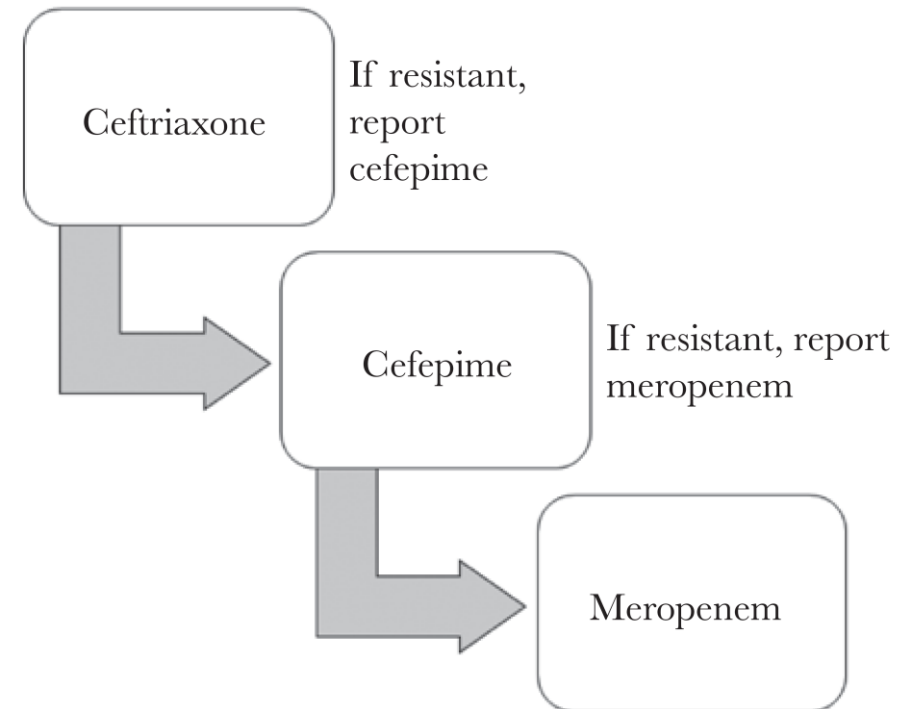 Ceftriaxone
If resistant,
report
cefepime
Cefepime
If resistant, report
meropenem
Meropenem